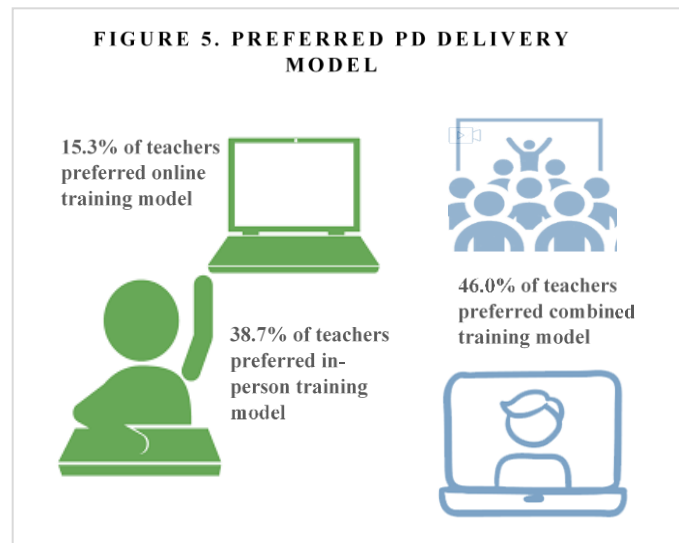 FIGURE 5. PREFERRED PD DELIVERY
MODEL
15.3% of teachers
preferred online
training model
38.7% of teachers
preferred in-
person training
model
46.0% of teachers
preferred combined
training model